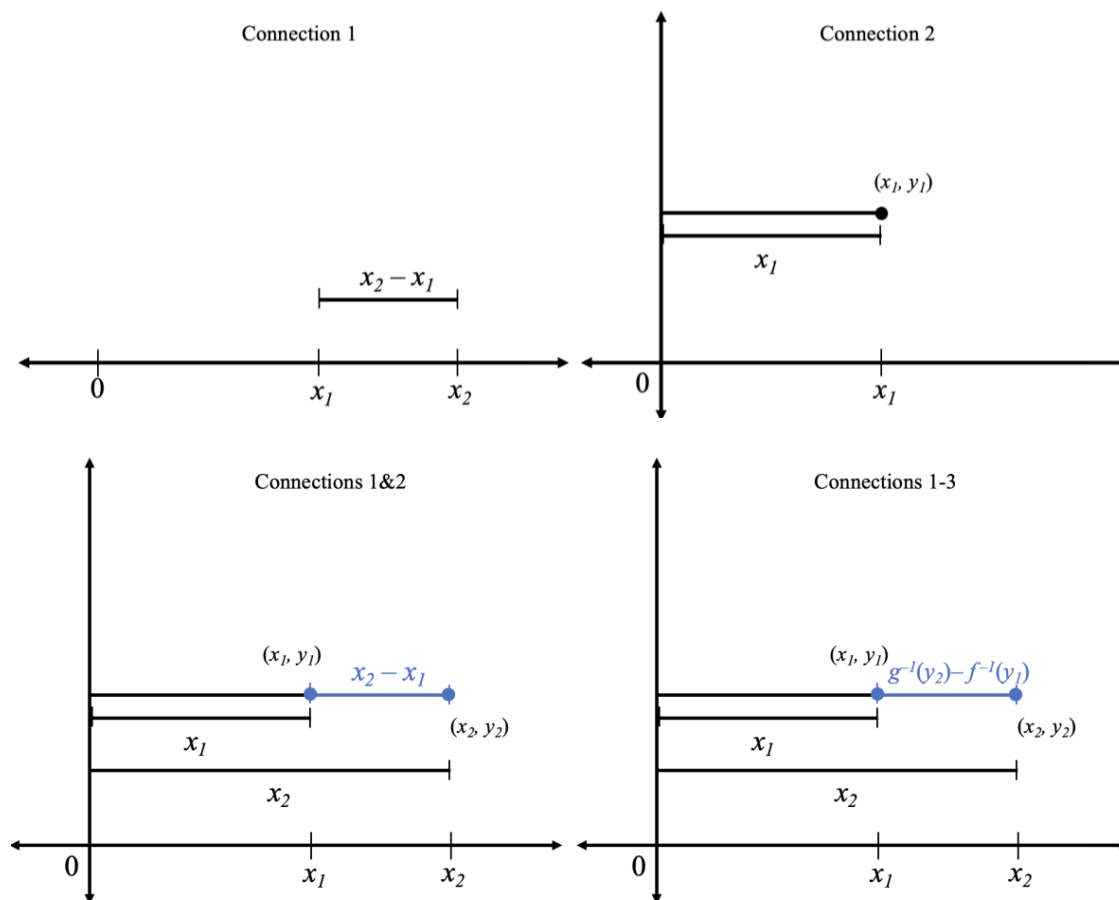 Connection 1
x₂ – x₁
0
x₁
x₂
Connection 2
(x₁, y₁)
x₁
0
x₁
Connections 1&2
(x₁, y₁)
x₂ – x₁
(x₂, y₂)
x₁
x₂
0
x₁
x₂
Connections 1-3
(x₁, y₁)
g⁻¹(y₂)–f⁻¹(y₁)
(x₂, y₂)
x₁
x₂
0
x₁
x₂